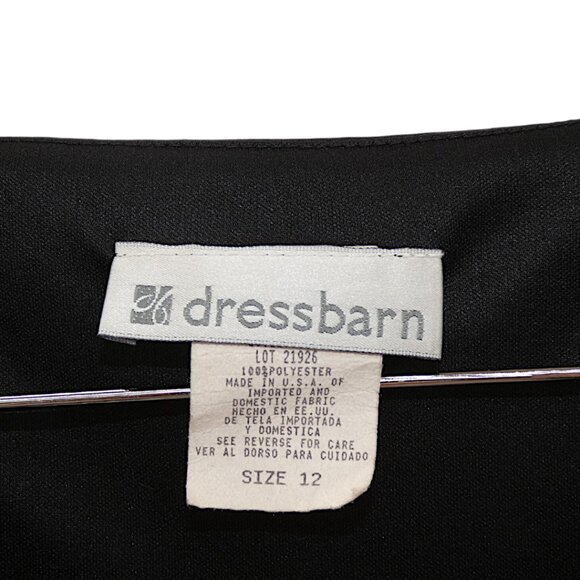 dressbarn
LOT 21926
100%POLYESTER
MADE IN U.S.A. OF
IMPORTED AND
DOMESTIC FABRIC
HECHO EN EE.UU.
DE TELA IMPORTADA
Y DOMESTICA
SEE REVERSE FOR CARE
VER AL DORSO PARA CUIDADO
SIZE 12